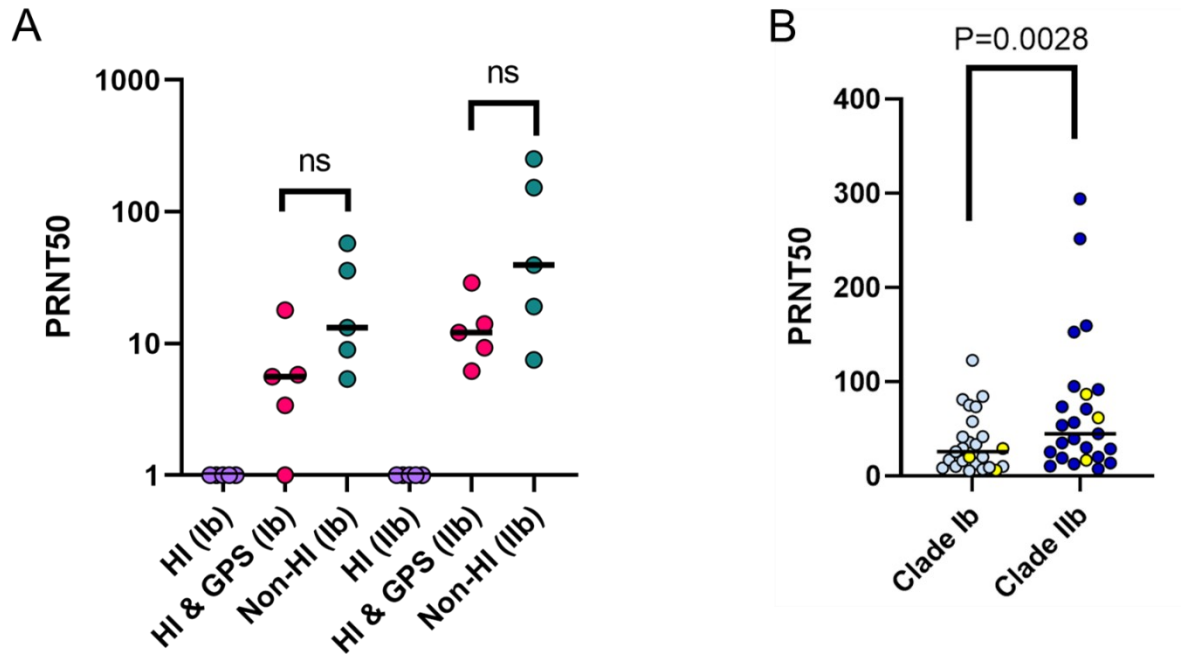 A
PRNT50
1000
100
10
1
ns
ns
HI (Ib)
HI & GPS (Ib)
Non-HI (Ib)
HI (IIb)
HI & GPS (IIb)
Non-HI (IIb)
B
P=0.0028
PRNT50
400
300
200
100
0
Clade Ib
Clade IIb